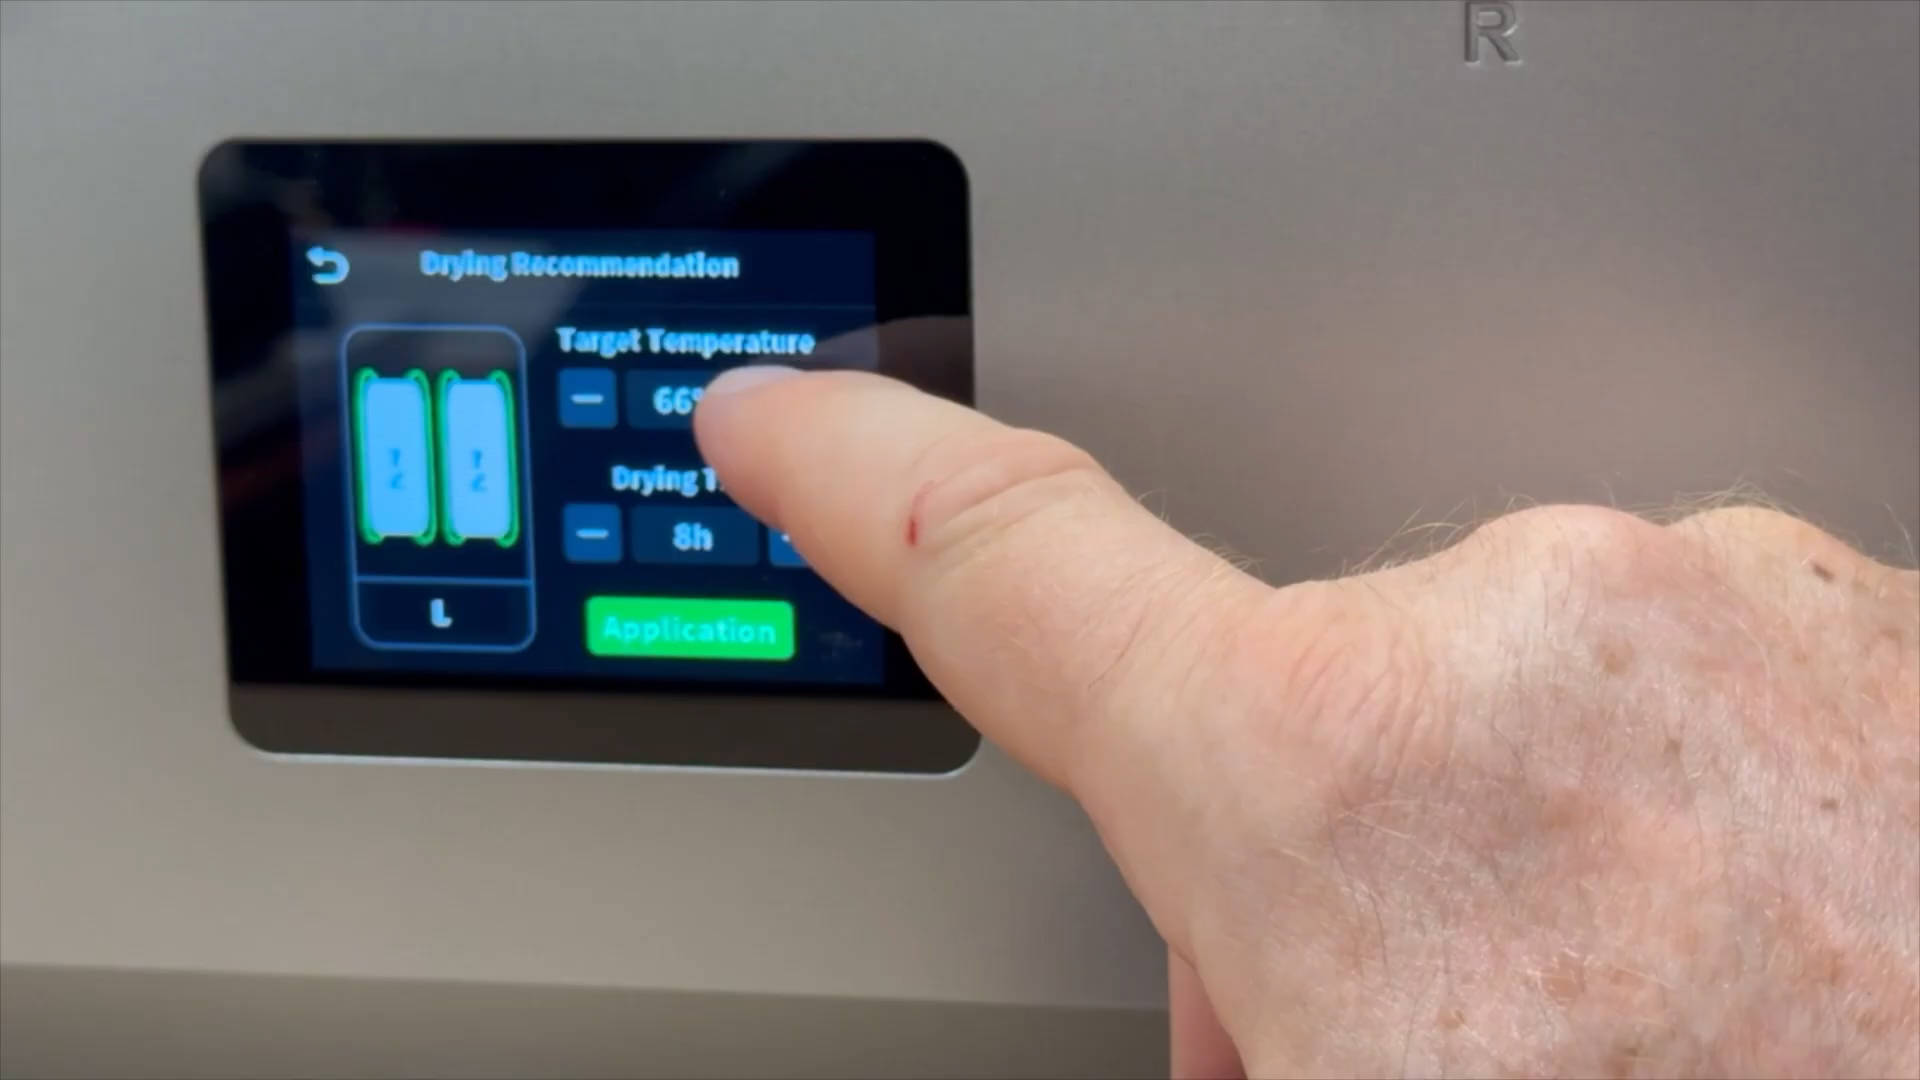 R
Drying Recommendation
Target Temperature
66°
Drying
8h
L
Application